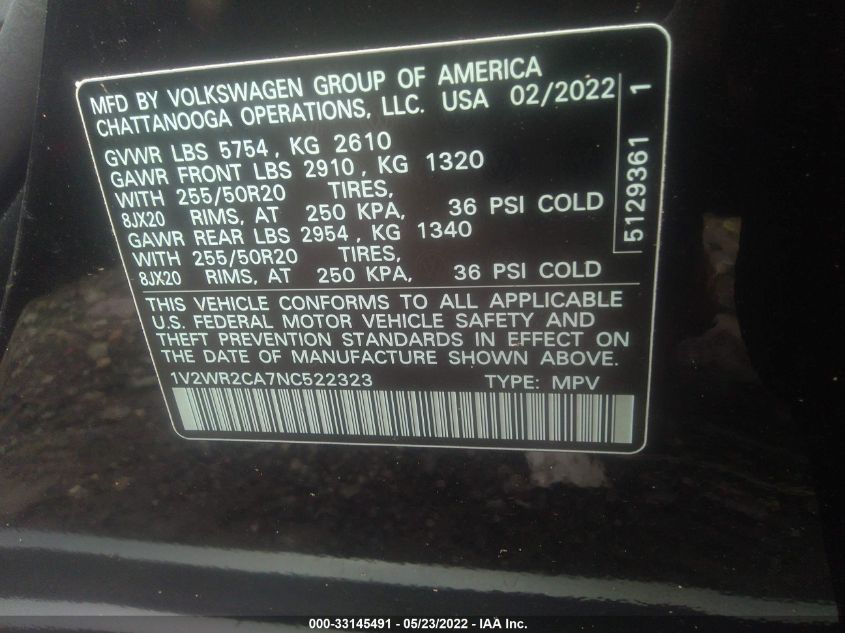 MFD BY VOLKSWAGEN GROUP OF AMERICA
CHATTANOOGA OPERATIONS, LLC. USA 02/2022
GVWR LBS 5754, KG 2610
GAWR FRONT LBS 2910, KG 1320
WITH 255/50R20 TIRES,
8JX20 RIMS, AT 250 KPA, 36 PSI COLD
GAWR REAR LBS 2954, KG 1340
WITH 255/50R20 TIRES,
8JX20 RIMS, AT 250 KPA, 36 PSI COLD
5129361 1
THIS VEHICLE CONFORMS TO ALL APPLICABLE
U.S. FEDERAL MOTOR VEHICLE SAFETY AND
THEFT PREVENTION STANDARDS IN EFFECT ON
THE DATE OF MANUFACTURE SHOWN ABOVE.
1V2WR2CA7NC522323 TYPE: MPV
000-33145491 - 05/23/2022 - IAA Inc.